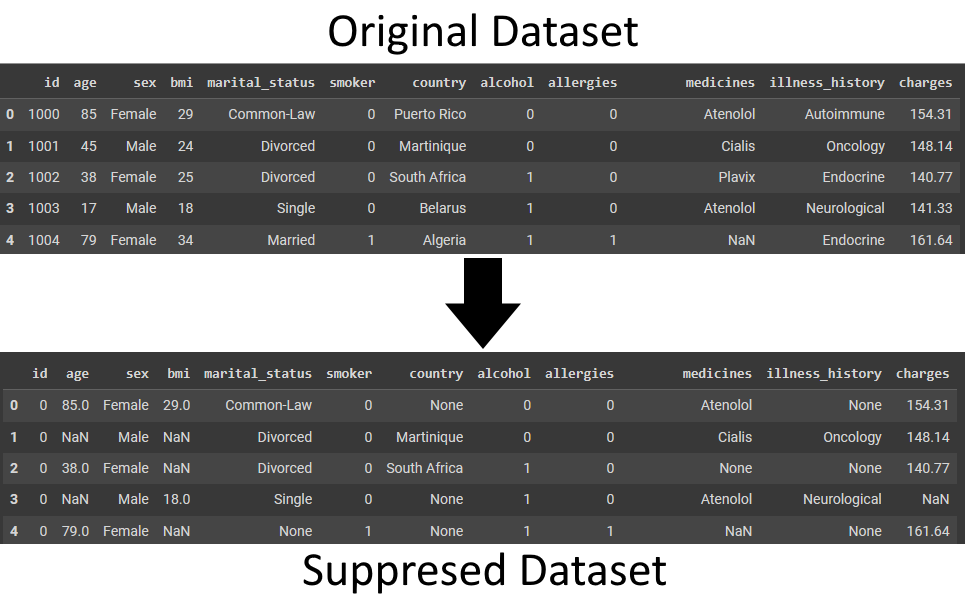 Original Dataset
id age sex bmi marital_status smoker country alcohol allergies medicines illness_history charges
0 1000 85 Female 29 Common-Law 0 Puerto Rico 0 0 Atenolol Autoimmune 154.31
1 1001 45 Male 24 Divorced 0 Martinique 0 0 Cialis Oncology 148.14
2 1002 38 Female 25 Divorced 0 South Africa 1 0 Plavix Endocrine 140.77
3 1003 17 Male 18 Single 0 Belarus 1 0 Atenolol Neurological 141.33
4 1004 79 Female 34 Married 1 Algeria 1 1 NaN Endocrine 161.64
id age sex bmi marital_status smoker country alcohol allergies medicines illness_history charges
0 0 85.0 Female 29.0 Common-Law 0 None 0 0 Atenolol None 154.31
1 0 NaN Male NaN Divorced 0 Martinique 0 0 Cialis Oncology 148.14
2 0 38.0 Female NaN Divorced 0 South Africa 1 0 None None 140.77
3 0 NaN Male 18.0 Single 0 None 1 0 Atenolol Neurological NaN
4 0 79.0 Female NaN None 1 None 1 1 NaN None 161.64
Suppresed Dataset